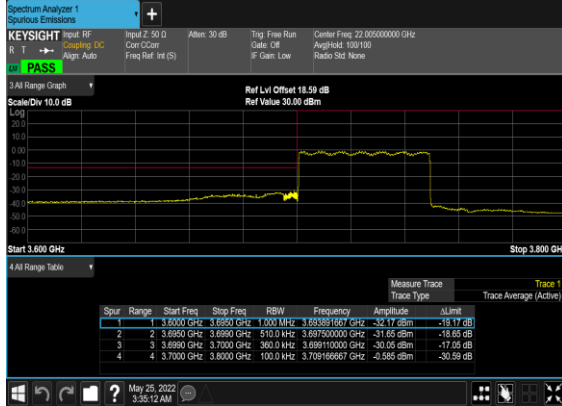 Spectrum Analyzer 1
Spurious Emissions
+
KEYSIGHT Input: RF Input Z: 50 Ω Atten: 30 dB Trig: Free Run Center Freq: 22.005000000 GHz
R T Coupling: DC Corr CCorr Gate: Off Avg|Hold: 100/100
Align: Auto Freq Ref: Int (S) IF Gain: Low Radio Std: None
LXI PASS
3 All Range Graph
Ref Lvl Offset 18.59 dB
Scale/Div 10.0 dB Ref Value 30.00 dBm
Log
20.0
10.0
0.00
-10.0
-20.0
-30.0
-40.0
-50.0
-60.0
Start 3.600 GHz Stop 3.800 GH
4 All Range Table
Measure Trace Trace 1
Trace Type Trace Average (Active)
Spur Range Start Freq Stop Freq RBW Frequency Amplitude ΔLimit
1 1 3.6000 GHz 3.6950 GHz 1.000 MHz 3.693891667 GHz -32.17 dBm -19.17 dB
2 2 3.6950 GHz 3.6990 GHz 510.0 kHz 3.697500000 GHz -31.65 dBm -18.65 dB
3 3 3.6990 GHz 3.7000 GHz 360.0 kHz 3.699110000 GHz -30.05 dBm -17.05 dB
4 4 3.7000 GHz 3.8000 GHz 100.0 kHz 3.709166667 GHz -0.585 dBm -30.59 dB
? May 25, 2022
3:35:12 AM